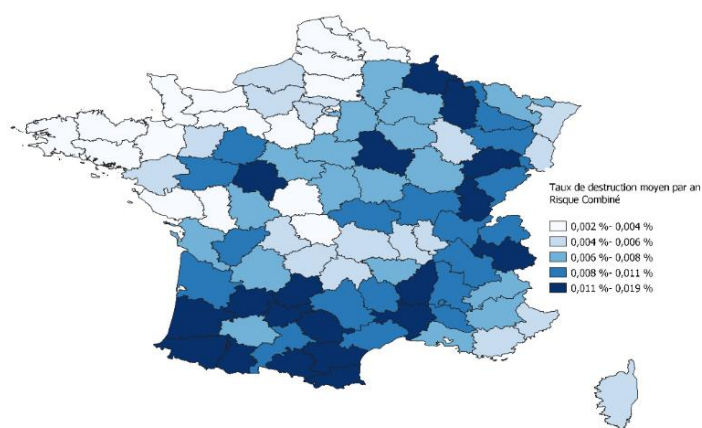 Taux de destruction moyen par an
Risque Combiné
0,002 %- 0,004 %
0,004 %- 0,006 %
0,006 %- 0,008 %
0,008 %- 0,011 %
0,011 %- 0,019 %